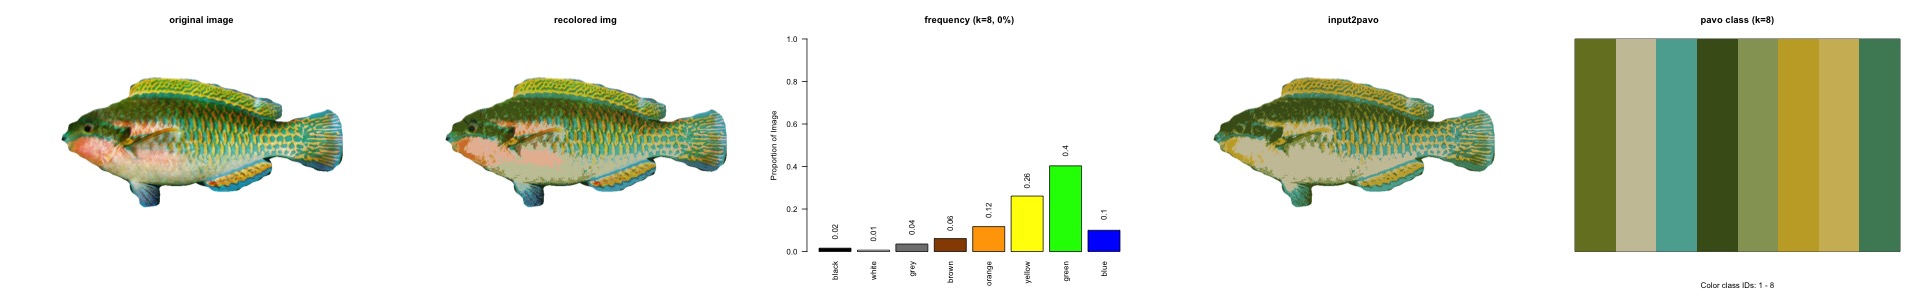 original image
recolored img
frequency (k=8, 0%)
input2pavo
pavo class (k=8)
Proportion of Image
1.0
0.8
0.6
0.4
0.2
0.0
0.02
0.01
0.04
0.06
0.12
0.26
0.4
0.1
black
white
grey
brown
orange
yellow
green
blue
Color class IDs: 1 - 8